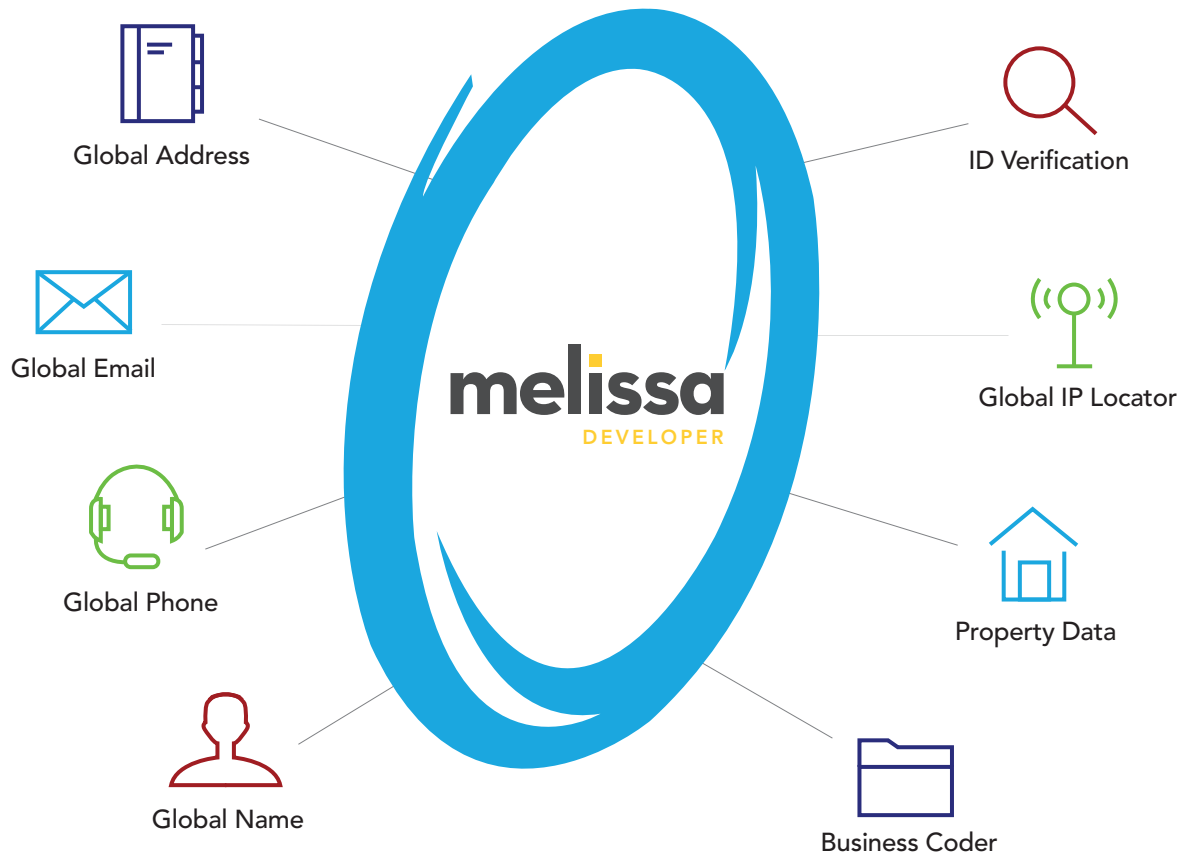 Global Address
ID Verification
Global Email
Global IP Locator
melissa
DEVELOPER
Global Phone
Property Data
Global Name
Business Coder